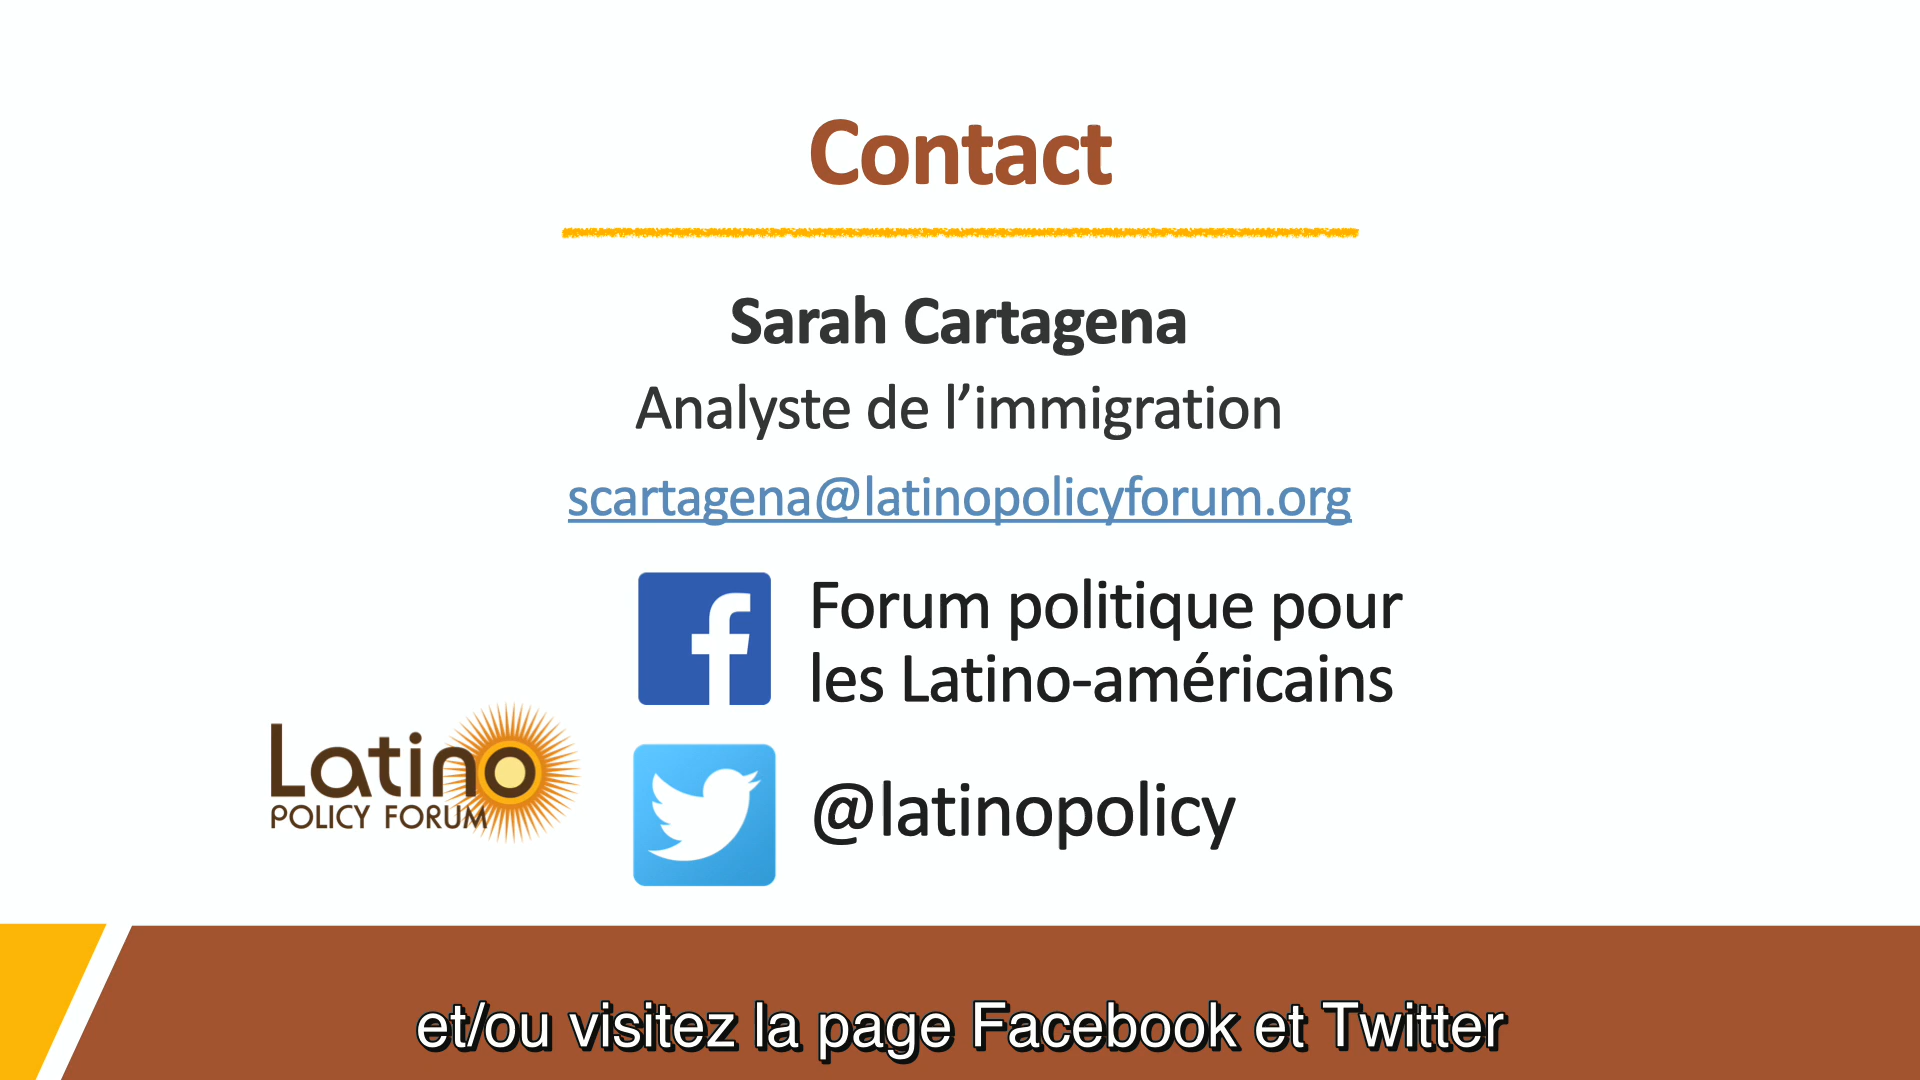 Contact
Sarah Cartagena
Analyste de l’immigration
scartagena@latinopolicyforum.org
Forum politique pour
les Latino-américains
Latino
POLICY FORUM
@latinopolicy
et/ou visitez la page Facebook et Twitter